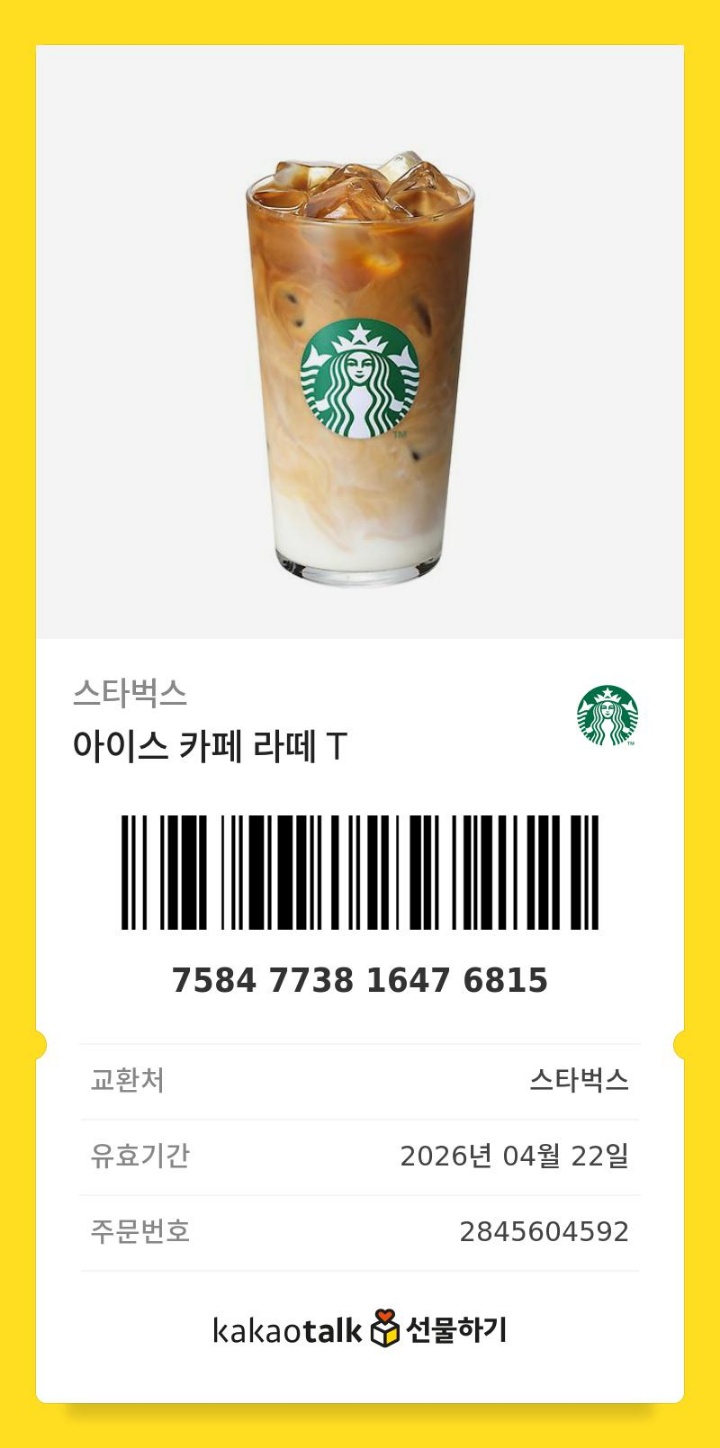 스타벅스
아이스 카페 라떼 T
7584 7738 1647 6815
교환처 스타벅스
유효기간 2026년 04월 22일
주문번호 2845604592
kakaotalk 선물하기